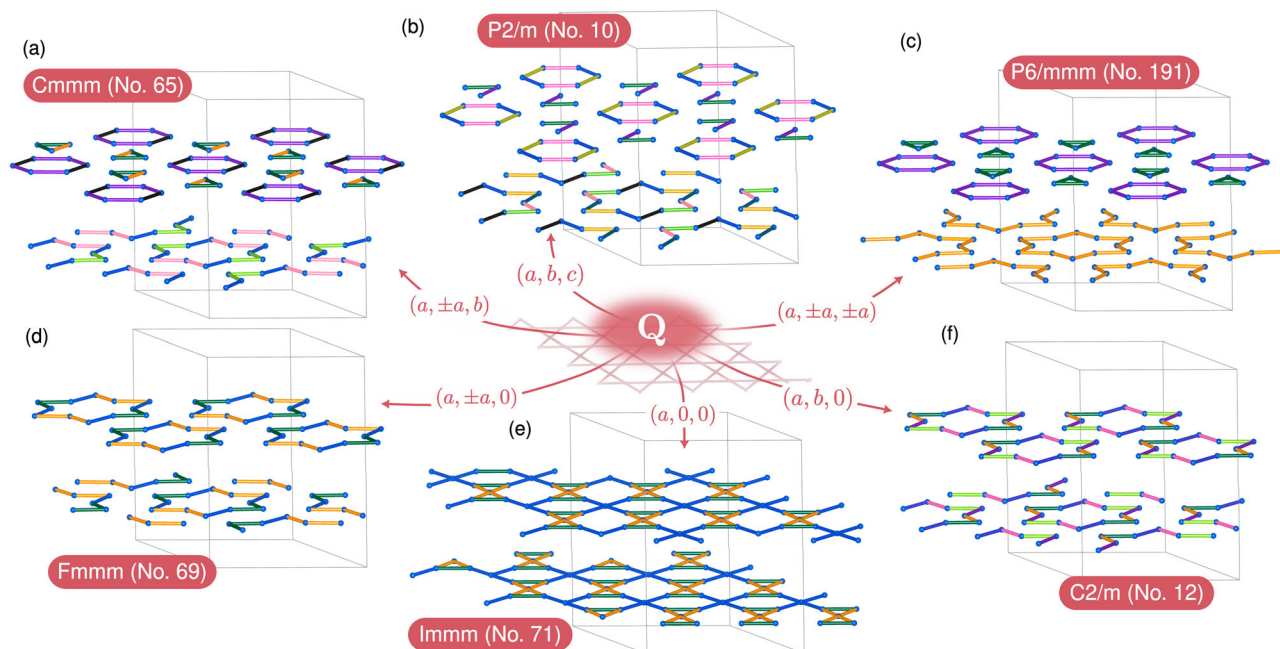 (a)
Cmmm (No. 65)
(b)
P2/m (No. 10)
(c)
P6/mmm (No. 191)
(a, b, c)
(a, ±a, b)
Q
(a, ±a, ±a)
(d)
(a, ±a, 0)
(a, 0, 0)
(a, b, 0)
(f)
(e)
Fmmm (No. 69)
Immm (No. 71)
C2/m (No. 12)